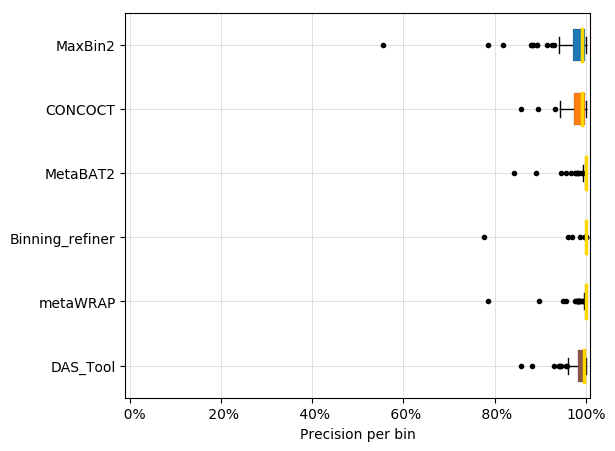 MaxBin2
CONCOCT
MetaBAT2
Binning_refiner
metaWRAP
DAS_Tool
0% 20% 40% 60% 80% 100%
Precision per bin